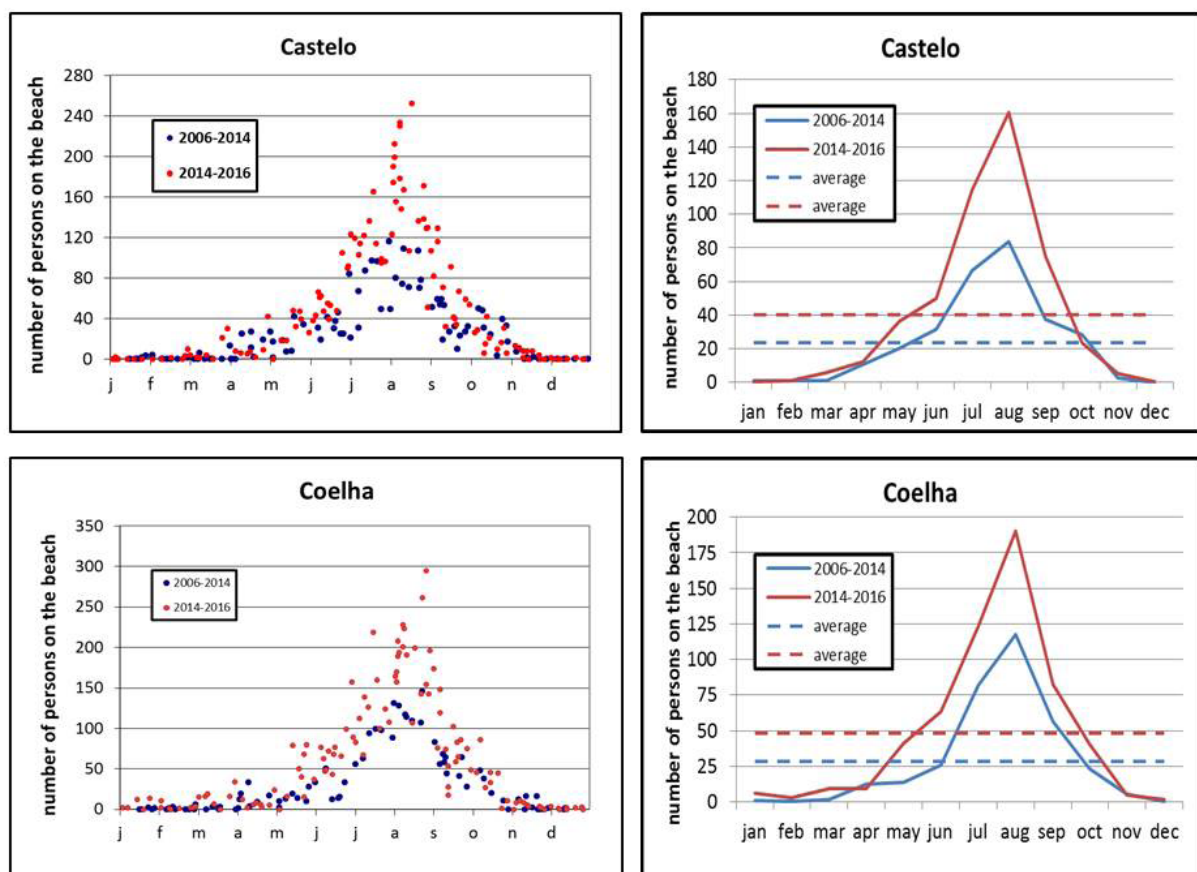 Castelo
number of persons on the beach
280
240
200
160
120
80
40
0
2006-2014
2014-2016
j f m a m j j a s o n d
Castelo
number of persons on the beach
180
160
140
120
100
80
60
40
20
0
2006-2014
2014-2016
average
average
jan feb mar apr may jun jul aug sep oct nov dec
Coelha
number of persons on the beach
350
300
250
200
150
100
50
0
2006-2014
2014-2016
j f m a m j j a s o n d
Coelha
number of persons on the beach
200
175
150
125
100
75
50
25
0
2006-2014
2014-2016
average
average
jan feb mar apr may jun jul aug sep oct nov dec